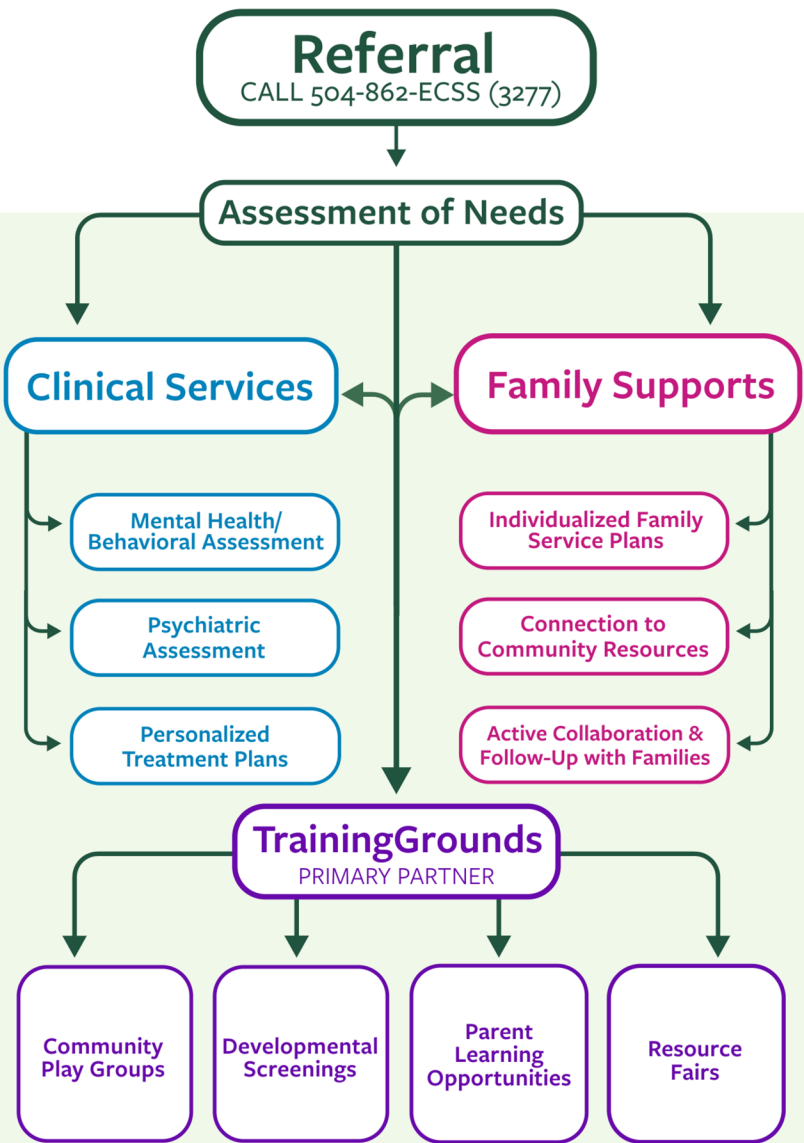 Referral
CALL 504-862-ECSS (3277)
Assessment of Needs
Clinical Services
Family Supports
Mental Health/
Behavioral Assessment
Psychiatric
Assessment
Personalized
Treatment Plans
Individualized Family
Service Plans
Connection to
Community Resources
Active Collaboration &
Follow-Up with Families
TrainingGrounds
PRIMARY PARTNER
Community
Play Groups
Developmental
Screenings
Parent
Learning
Opportunities
Resource
Fairs